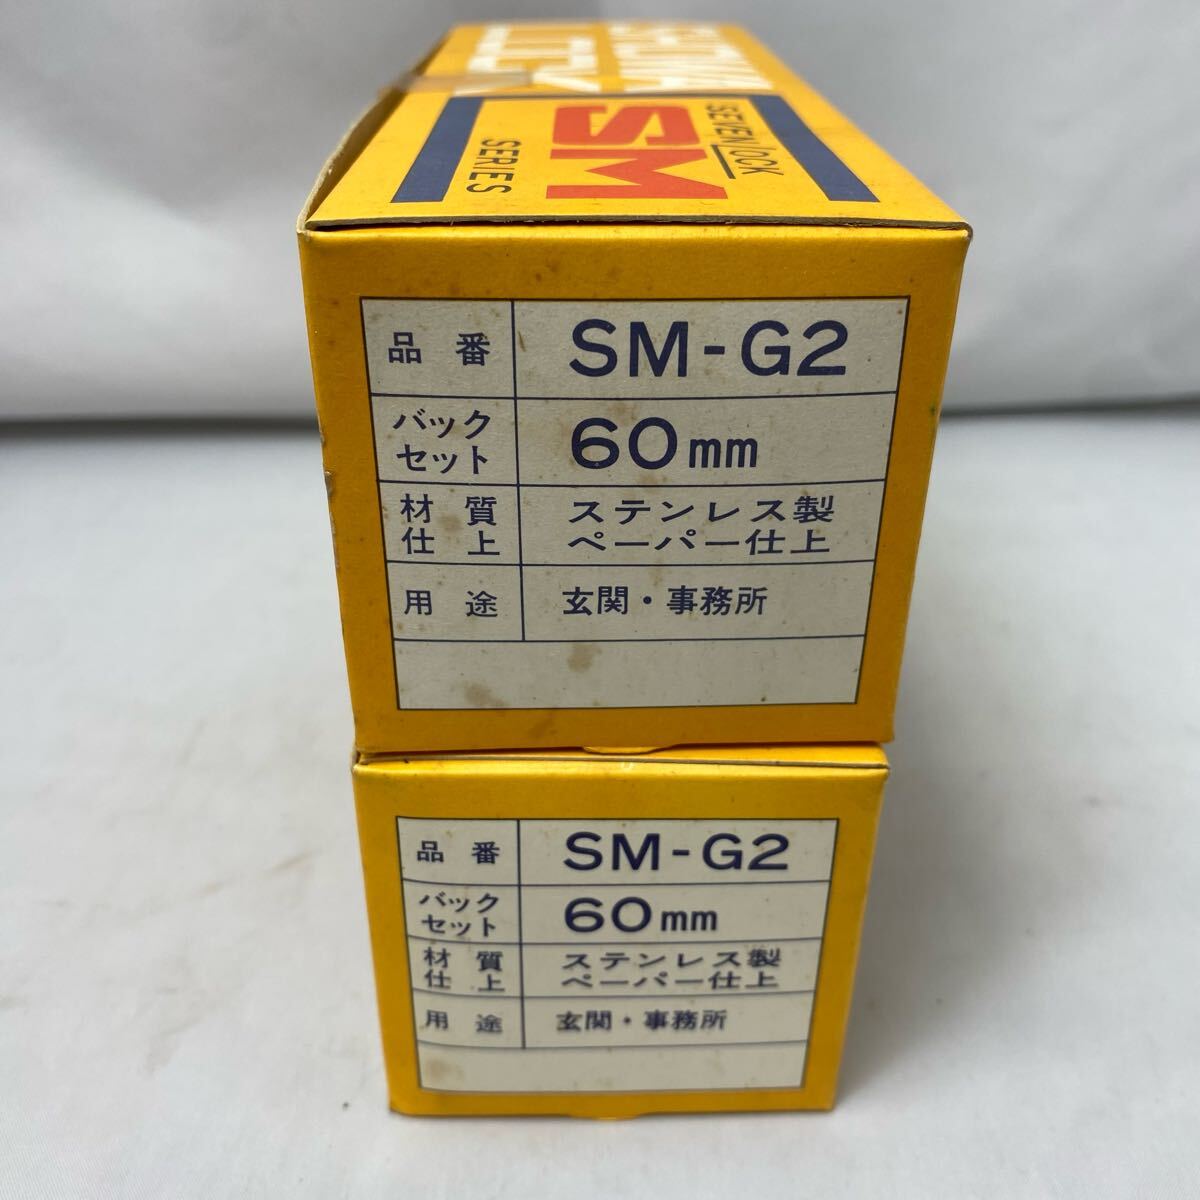 SHOWA
LOCK
SEVEN LOCK
SM
SERIES
品番 SM-G2
バック
セット 60mm
材質 ステンレス製
仕上 ペーパー仕上
用途 玄関・事務所
品番 SM-G2
バック
セット 60mm
材質 ステンレス製
仕上 ペーパー仕上
用途 玄関・事務所